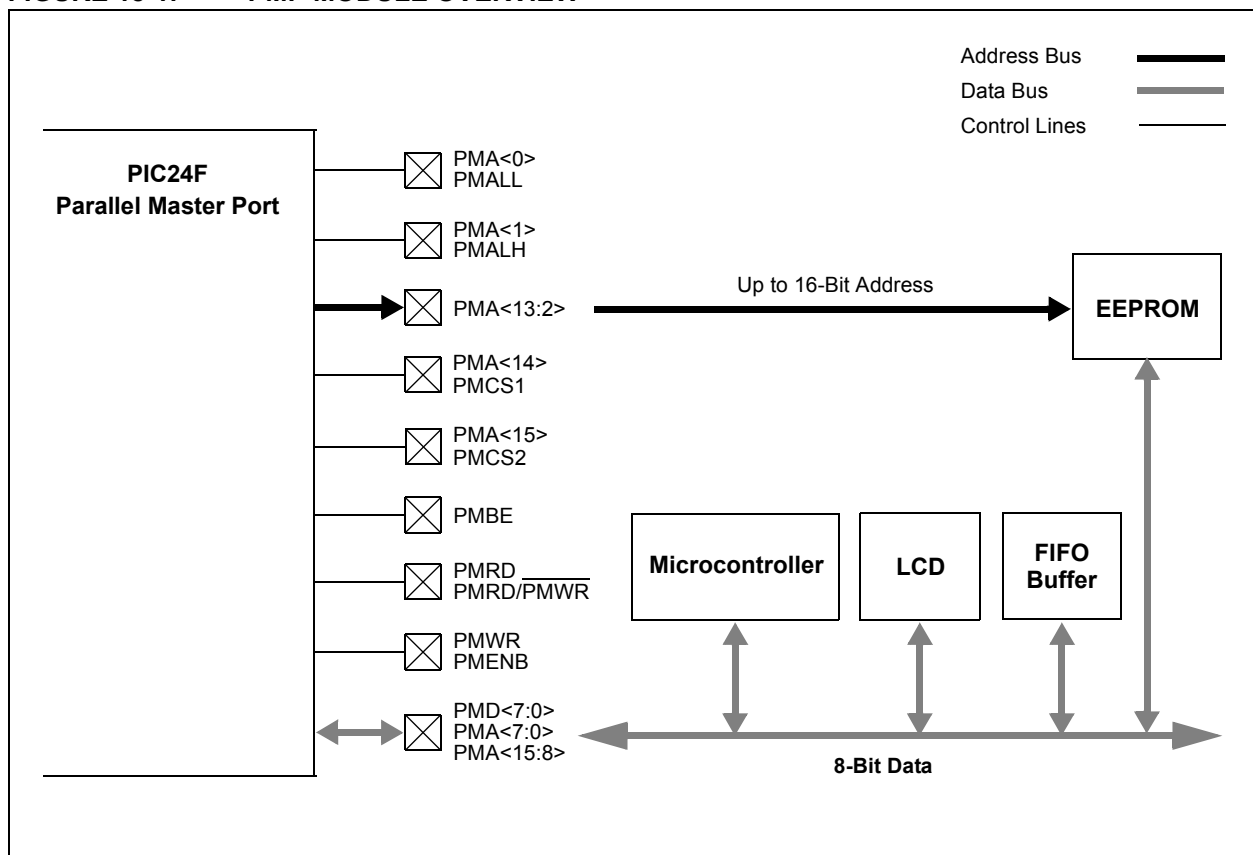 Address Bus
Data Bus
Control Lines
PIC24F
Parallel Master Port
PMA<0>
PMALL
PMA<1>
PMALH
PMA<13:2>
Up to 16-Bit Address
EEPROM
PMA<14>
PMCS1
PMA<15>
PMCS2
PMBE
Microcontroller
LCD
FIFO
Buffer
PMRD
PMRD/PMWR
PMWR
PMENB
PMD<7:0>
PMA<7:0>
PMA<15:8>
8-Bit Data